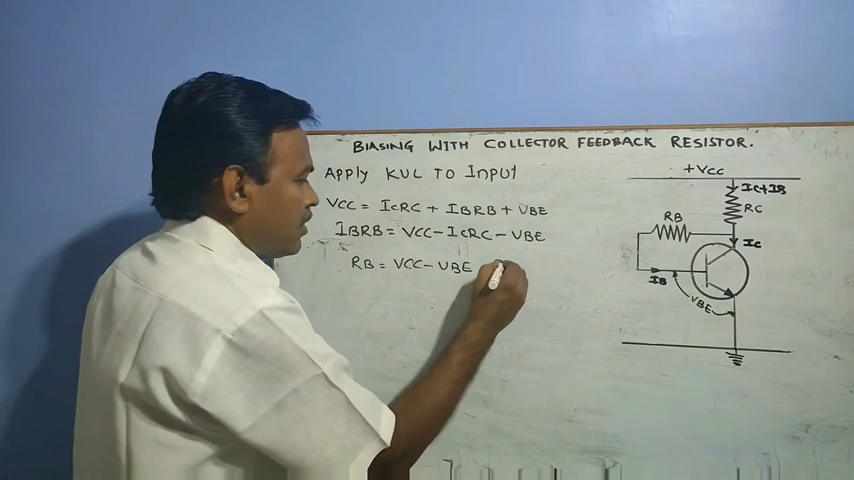 BIASING WITH COLLECTOR FEEDBACK RESISTOR.
Apply KVL To Input
VCC = ICRC + IBRB + VBE
IBRB = VCC - ICRC - VBE
RB = VCC - VBE
+VCC
IC+IB
RC
RB
IC
IB
VBE